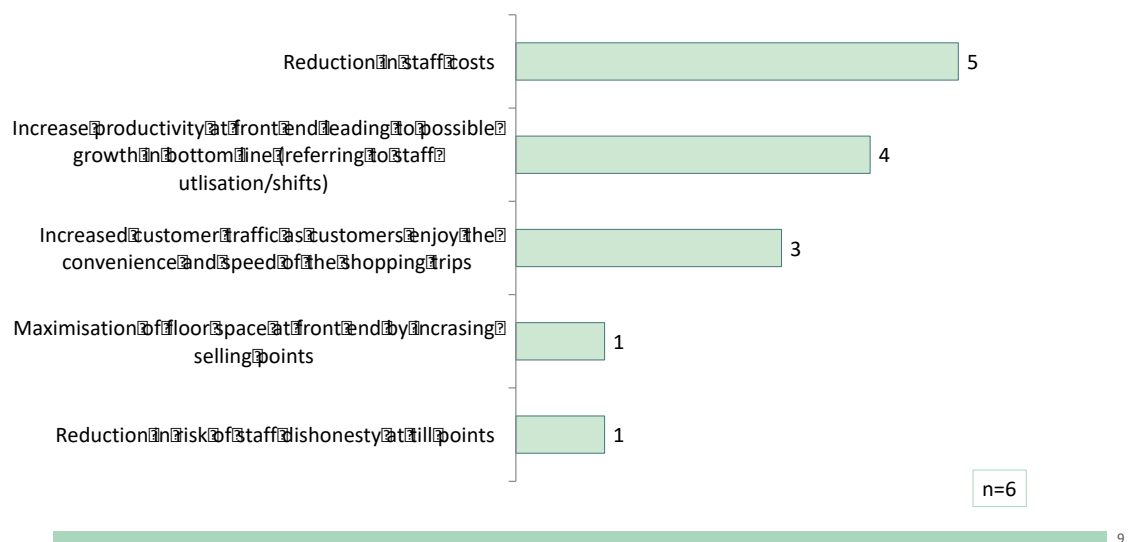 Reduction in staff costs
5
Increase productivity at front end leading to possible
growth in bottom line (referring to staff
utlisation/shifts)
4
Increased customer traffic as customers enjoy the
convenience and speed of the shopping trips
3
Maximisation of floor space at front end by incrasing
selling points
1
Reduction in risk of staff dishonesty at till points
1
n=6
9